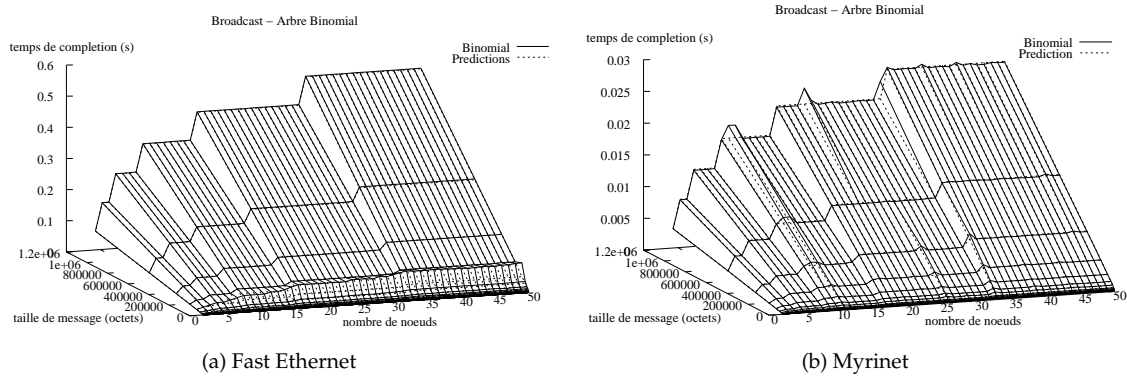 Broadcast – Arbre Binomial
temps de completion (s)
Binomial
Predictions
0.6
0.5
0.4
0.3
0.2
0.1
0
1.2e+06
1e+06
800000
600000
400000
200000
0
taille de message (octets)
0
5
10
15
20
25
30
35
40
45
50
nombre de noeuds
(a) Fast Ethernet
Broadcast – Arbre Binomial
temps de completion (s)
Binomial
Prediction
0.03
0.025
0.02
0.015
0.01
0.005
0
1.2e+06
1e+06
800000
600000
400000
200000
0
taille de message (octets)
0
5
10
15
20
25
30
35
40
45
50
nombre de noeuds
(b) Myrinet